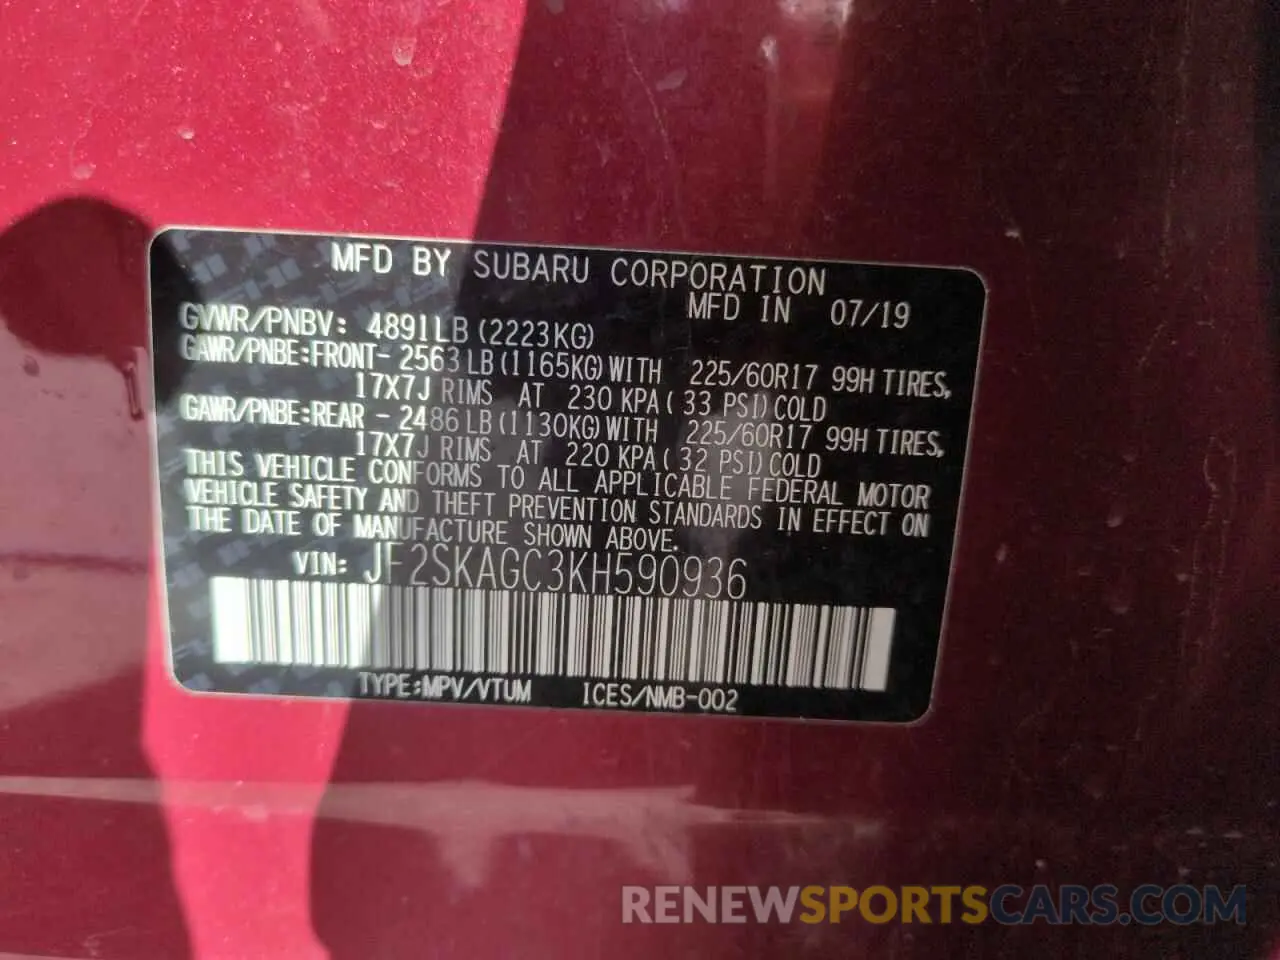 MFD BY SUBARU CORPORATION
MFD IN 07/19
GVWR/PNBV: 4891LB (2223KG)
GAWR/PNBE:FRONT- 2563LB(1165KG)WITH 225/60R17 99H TIRES,
17X7J RIMS AT 230 KPA( 33 PSI)COLD
GAWR/PNBE:REAR - 2486LB(1130KG)WITH 225/60R17 99H TIRES,
17X7J RIMS AT 220 KPA( 32 PSI)COLD
THIS VEHICLE CONFORMS TO ALL APPLICABLE FEDERAL MOTOR
VEHICLE SAFETY AND THEFT PREVENTION STANDARDS IN EFFECT ON
THE DATE OF MANUFACTURE SHOWN ABOVE.
VIN: JF2SKAGC3KH590936
TYPE:MPV/VTUM ICES/NMB-002
RENEWSPORTSCARS.COM